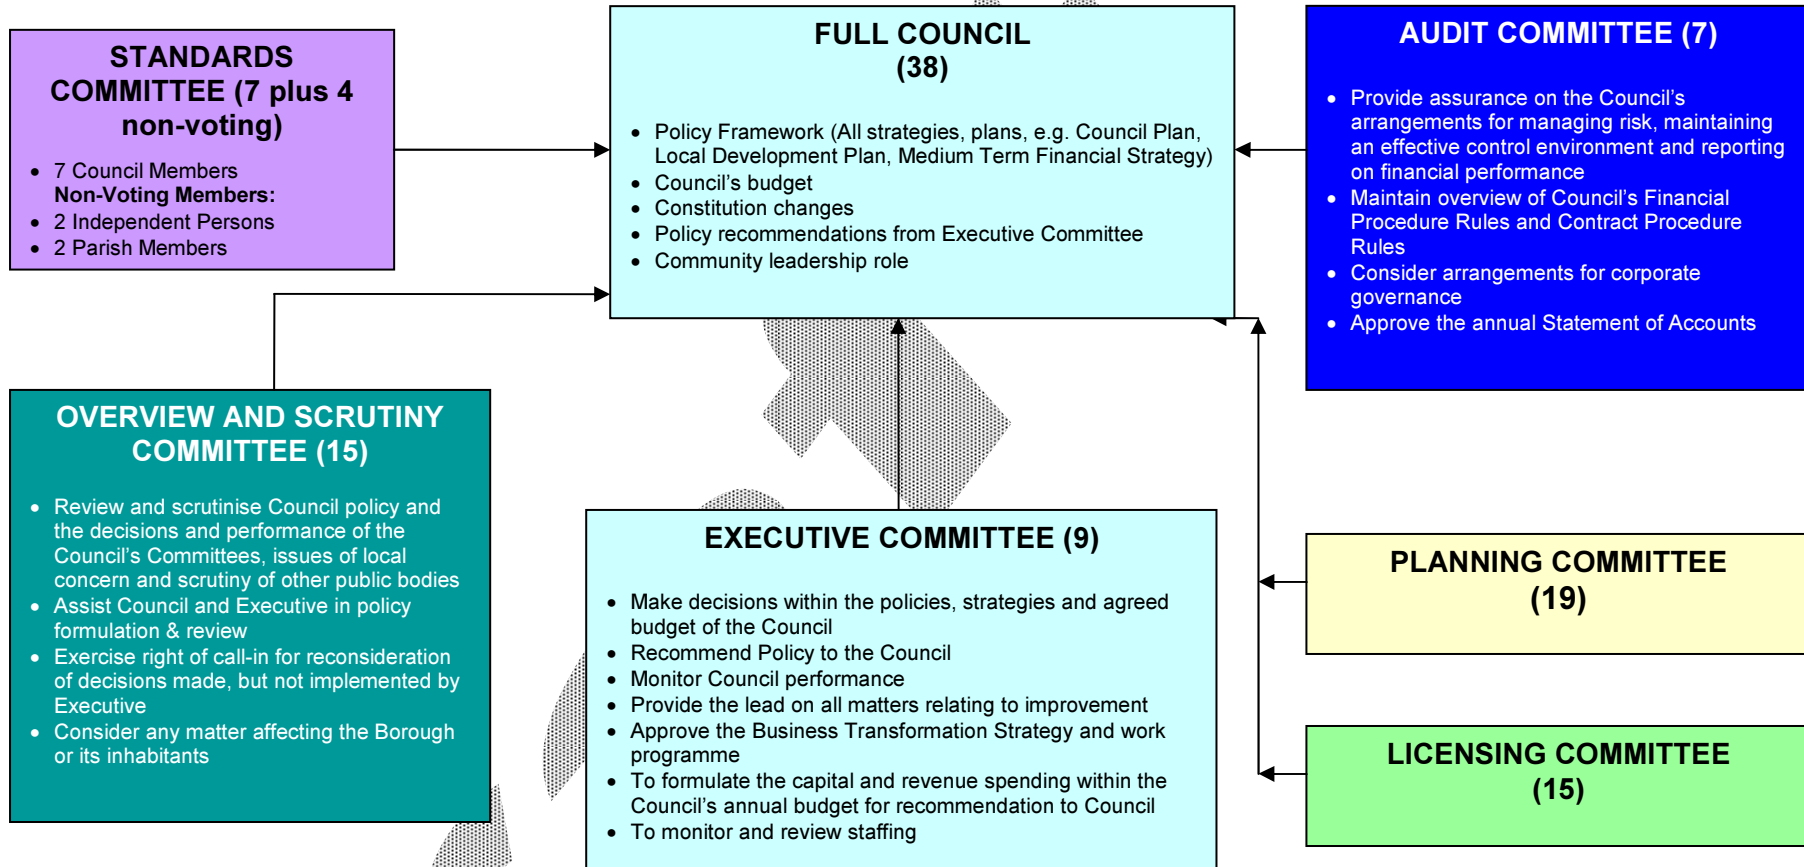 STANDARDS
COMMITTEE (7 plus 4
non-voting)
• 7 Council Members
Non-Voting Members:
• 2 Independent Persons
• 2 Parish Members
FULL COUNCIL
(38)
• Policy Framework (All strategies, plans, e.g. Council Plan,
Local Development Plan, Medium Term Financial Strategy)
• Council’s budget
• Constitution changes
• Policy recommendations from Executive Committee
• Community leadership role
AUDIT COMMITTEE (7)
• Provide assurance on the Council’s
arrangements for managing risk, maintaining
an effective control environment and reporting
on financial performance
• Maintain overview of Council’s Financial
Procedure Rules and Contract Procedure
Rules
• Consider arrangements for corporate
governance
• Approve the annual Statement of Accounts
OVERVIEW AND SCRUTINY
COMMITTEE (15)
• Review and scrutinise Council policy and
the decisions and performance of the
Council’s Committees, issues of local
concern and scrutiny of other public bodies
• Assist Council and Executive in policy
formulation & review
• Exercise right of call-in for reconsideration
of decisions made, but not implemented by
Executive
• Consider any matter affecting the Borough
or its inhabitants
EXECUTIVE COMMITTEE (9)
• Make decisions within the policies, strategies and agreed
budget of the Council
• Recommend Policy to the Council
• Monitor Council performance
• Provide the lead on all matters relating to improvement
• Approve the Business Transformation Strategy and work
programme
• To formulate the capital and revenue spending within the
Council’s annual budget for recommendation to Council
• To monitor and review staffing
PLANNING COMMITTEE
(19)
LICENSING COMMITTEE
(15)